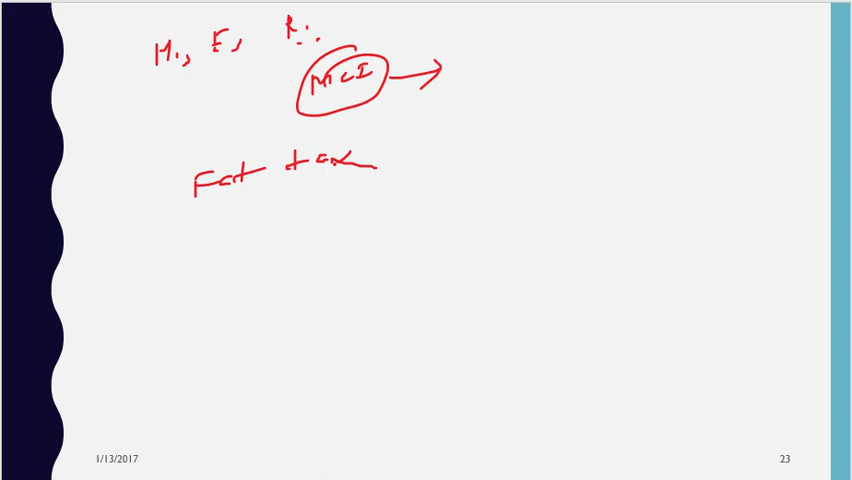 H., F, R..
MCI
Fat tax
1/13/2017
23